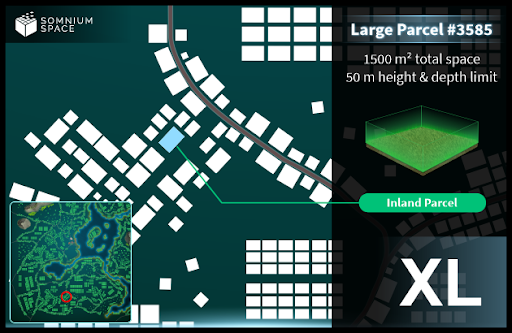 SOMNIUM
SPACE
Large Parcel #3585
1500 m² total space
50 m height & depth limit
Inland Parcel
XL